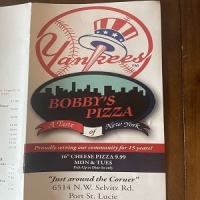 Yankees
BOBBY'S
PIZZA
A Taste of New York
Proudly serving our community for 15 years!
16" CHEESE PIZZA 9.99
MON & TUES
"Just around the Corner"
6514 N.W. Selvitz Rd.
Port St. Lucie